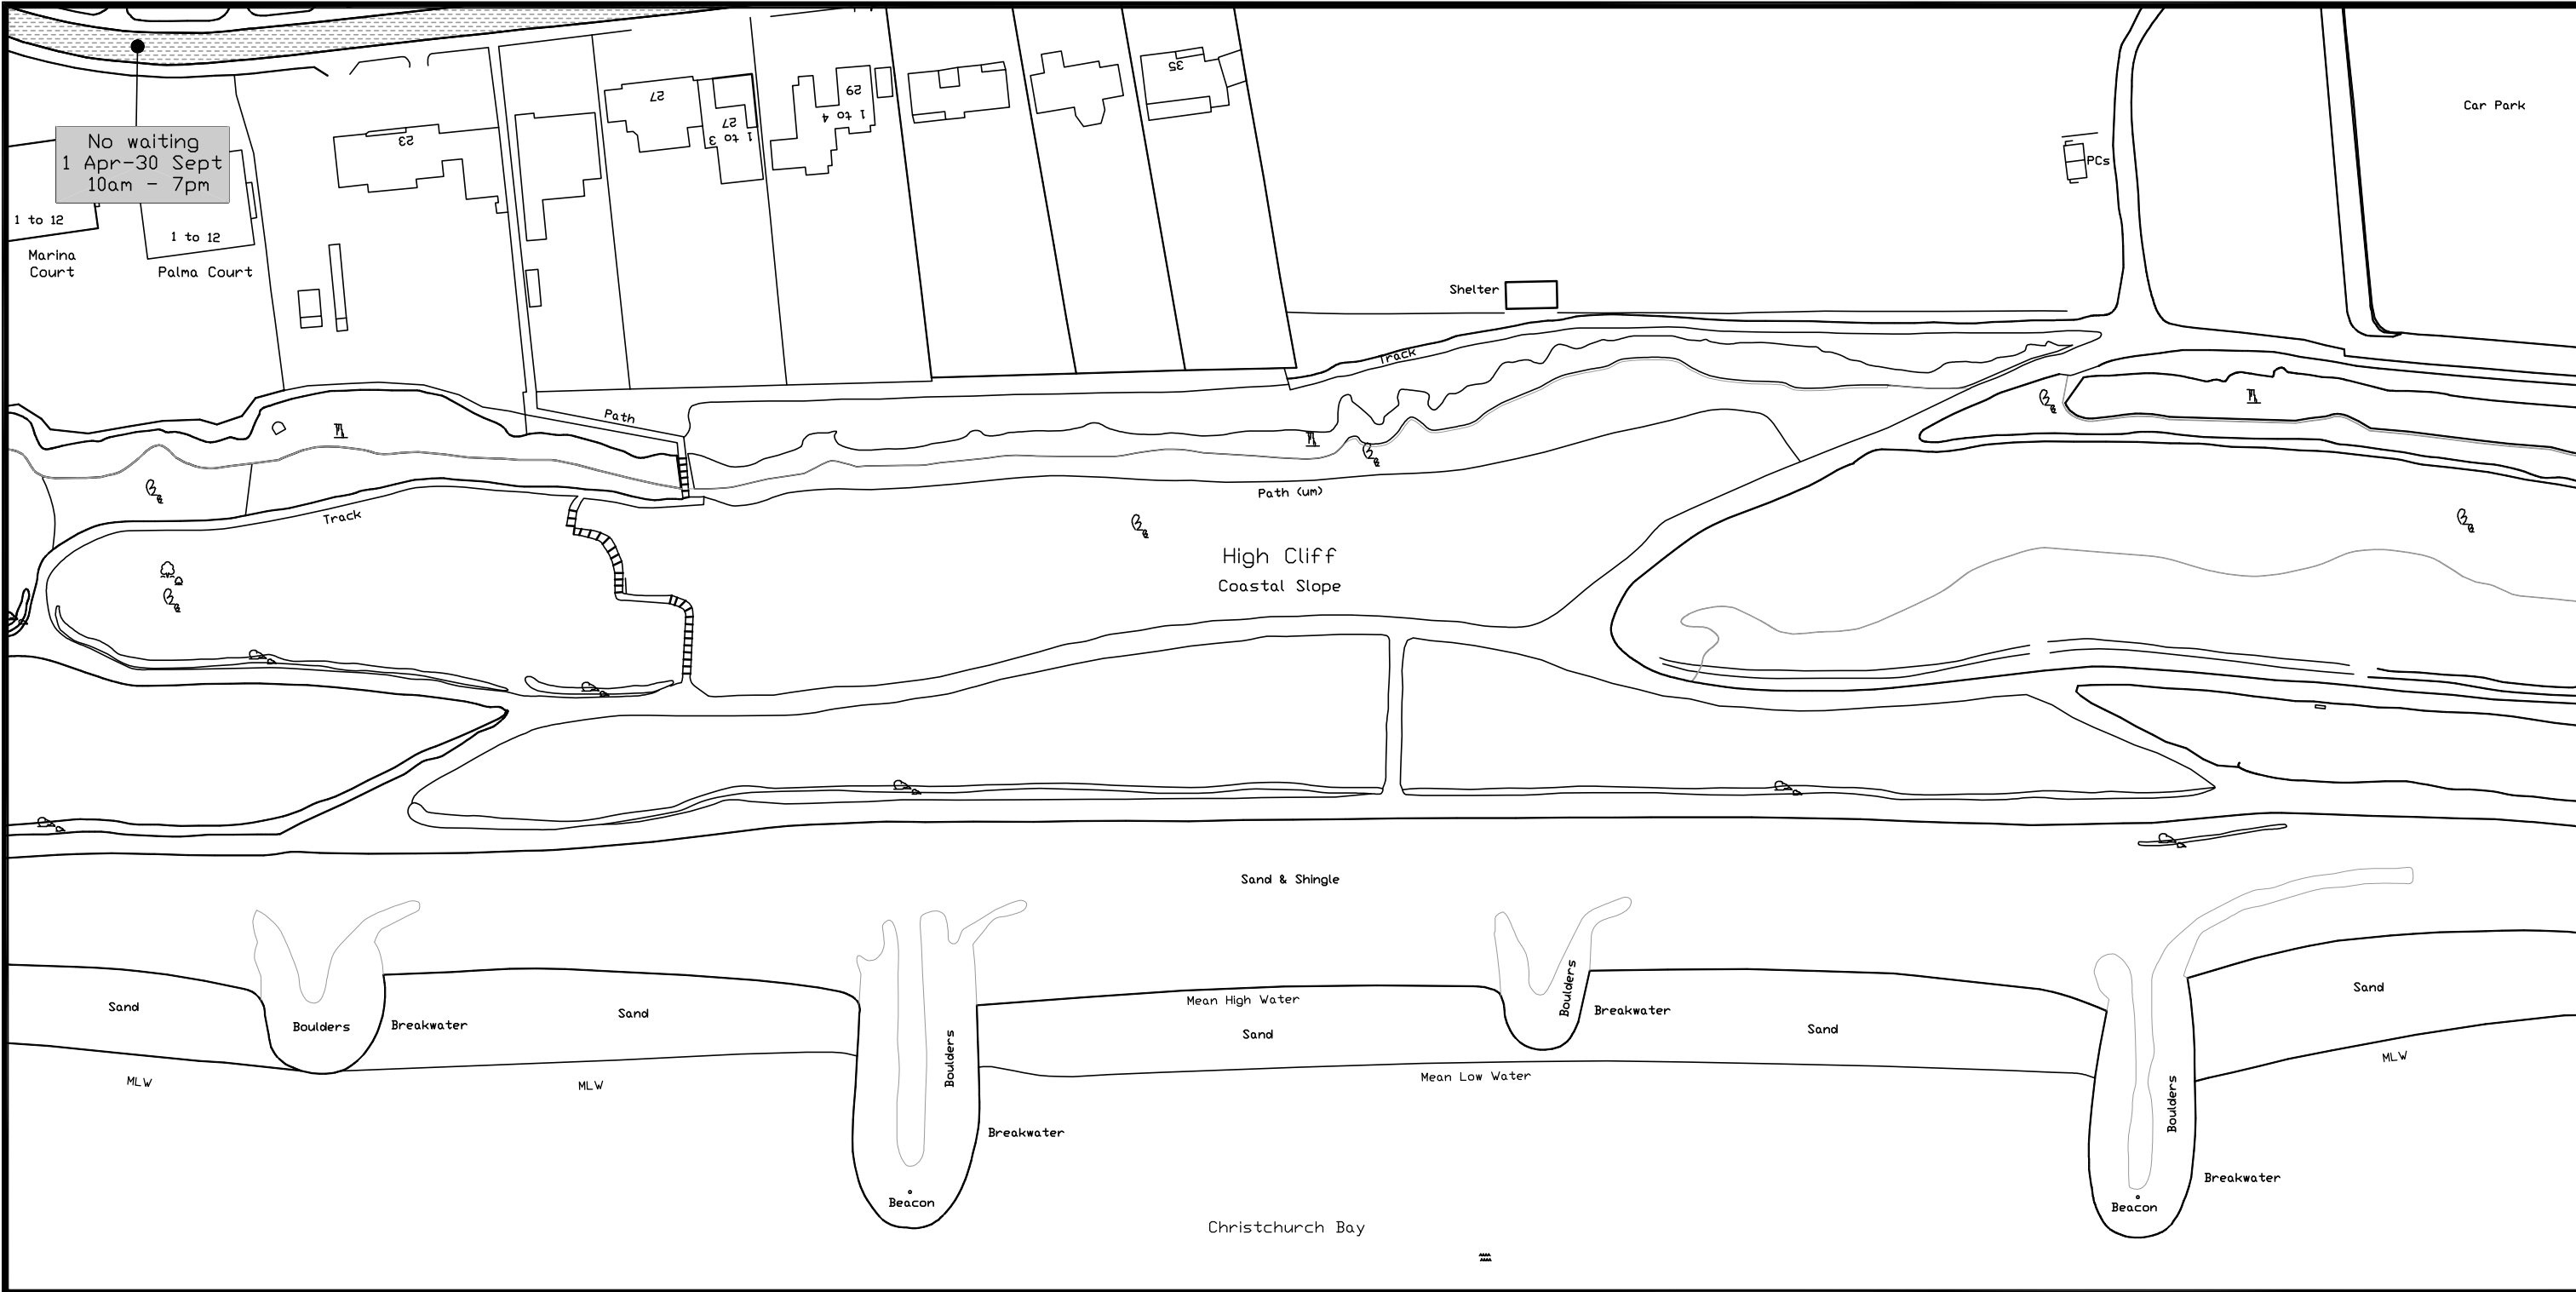 No waiting
1 Apr-30 Sept
10am - 7pm
1 to 12
Marina
Court
1 to 12
Palma Court
23
27
27
1 to 3
29
1 to 4
35
Car Park
PCs
Shelter
Track
Path
Track
Path (um)
High Cliff
Coastal Slope
Sand & Shingle
Sand
Boulders
Breakwater
Sand
Mean High Water
Sand
Boulders
Boulders
Breakwater
Sand
Sand
MLW
MLW
Mean Low Water
MLW
Boulders
Breakwater
Breakwater
Beacon
Beacon
Christchurch Bay